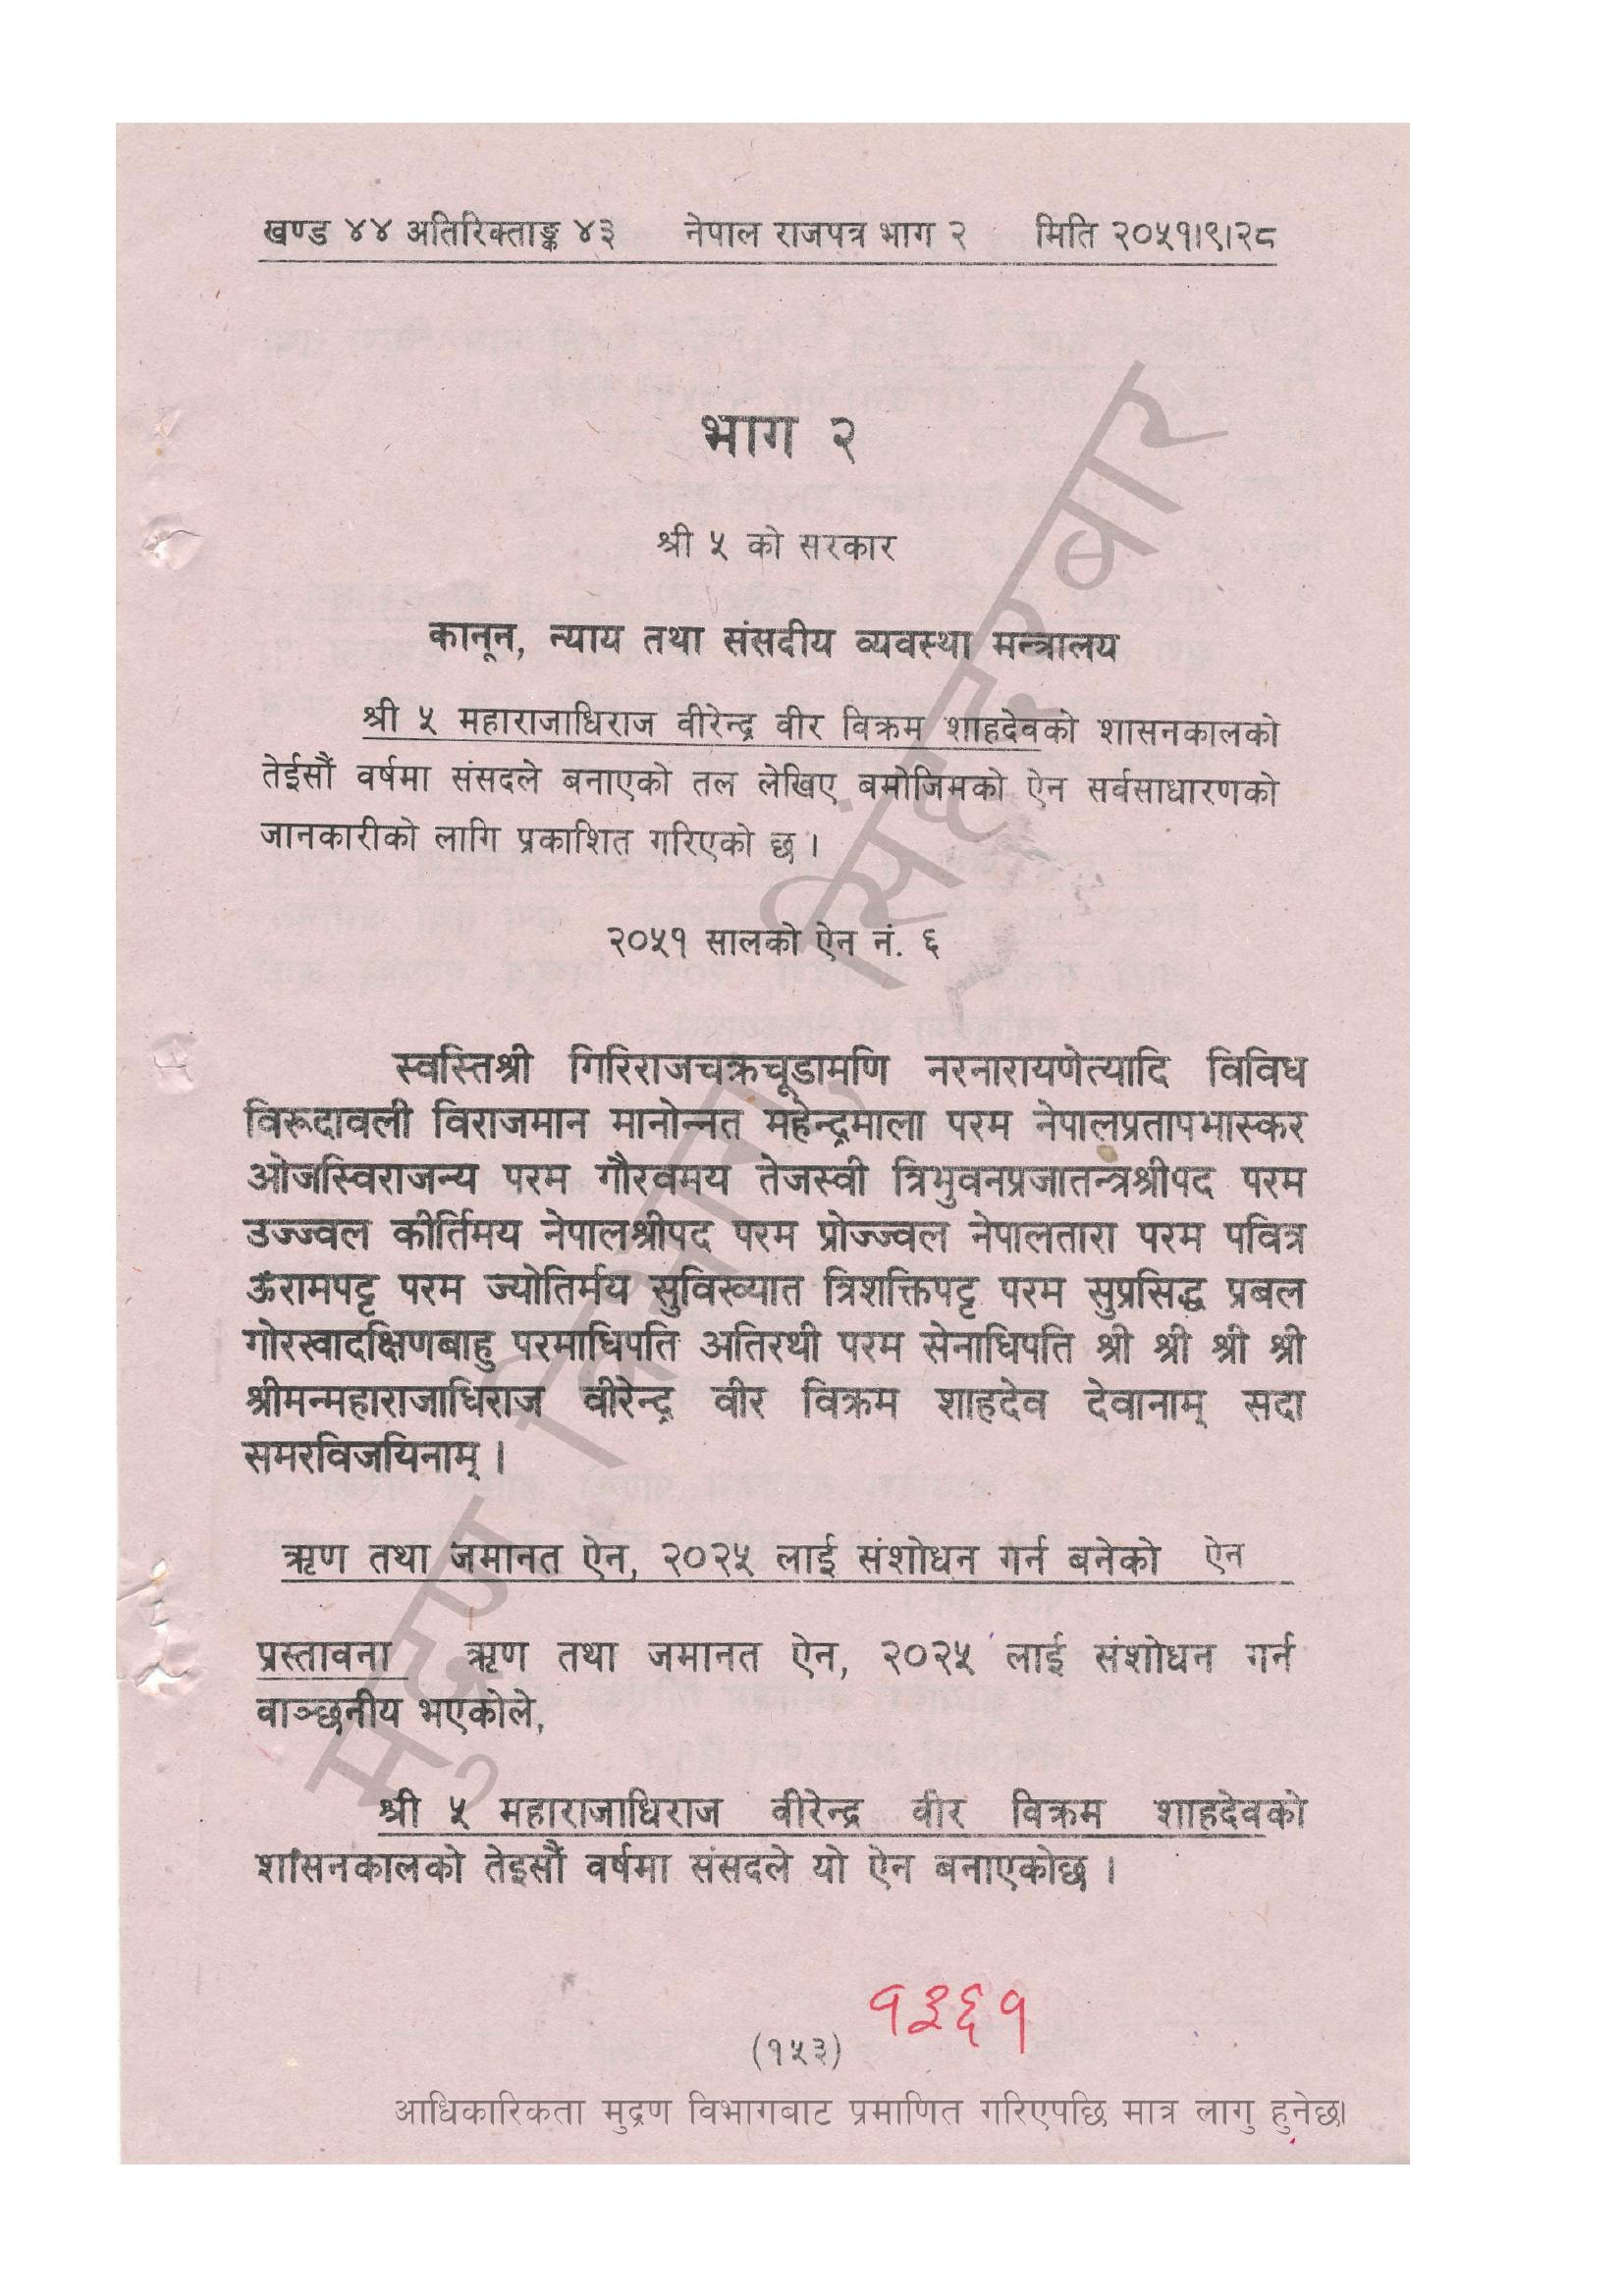 खण्ड ४४ अतिरिक्ताङ्क ४३ नेपाल राजपत्र भाग २ मिति २०५१।९।२८
भाग २
श्री ५ को सरकार
कानून, न्याय तथा संसदीय व्यवस्था मन्त्रालय
श्री ५ महाराजाधिराज वीरेन्द्र वीर विक्रम शाहदेवको शासनकालको
तेईसौं वर्षमा संसदले बनाएको तल लेखिए बमोजिमको ऐन सर्वसाधारणको
जानकारीको लागि प्रकाशित गरिएको छ ।
२०५१ सालको ऐन नं. ६
स्वस्तिश्री गिरिराजचक्रचूडामणि नरनारायणेत्यादि विविध
विरूदावली विराजमान मानोन्नत महेन्द्रमाला परम नेपालप्रतापभास्कर
ओजस्विराजन्य परम गौरवमय तेजस्वी त्रिभुवनप्रजातन्त्रश्रीपद परम
उज्ज्वल कीर्तिमय नेपालश्रीपद परम प्रोज्ज्वल नेपालतारा परम पवित्र
ऊँरामपट्ट परम ज्योतिर्मय सुविख्यात त्रिशक्तिपट्ट परम सुप्रसिद्ध प्रबल
गोरखादक्षिणबाहु परमाधिपति अतिरथी परम सेनाधिपति श्री श्री श्री श्री
श्रीमन्महाराजाधिराज वीरेन्द्र वीर विक्रम शाहदेव देवानाम् सदा
समरविजयिनाम् ।
ऋण तथा जमानत ऐन, २०२५ लाई संशोधन गर्न बनेको ऐन
प्रस्तावना ऋण तथा जमानत ऐन, २०२५ लाई संशोधन गर्न
वाञ्छनीय भएकोले,
श्री ५ महाराजाधिराज वीरेन्द्र वीर विक्रम शाहदेवको
शासनकालको तेइसौं वर्षमा संसदले यो ऐन बनाएकोछ ।
१३६१
(१५३)
आधिकारिकता मुद्रण विभागबाट प्रमाणित गरिएपछि मात्र लागु हुनेछ।
मुद्रण विभाग, सिंहदरबार